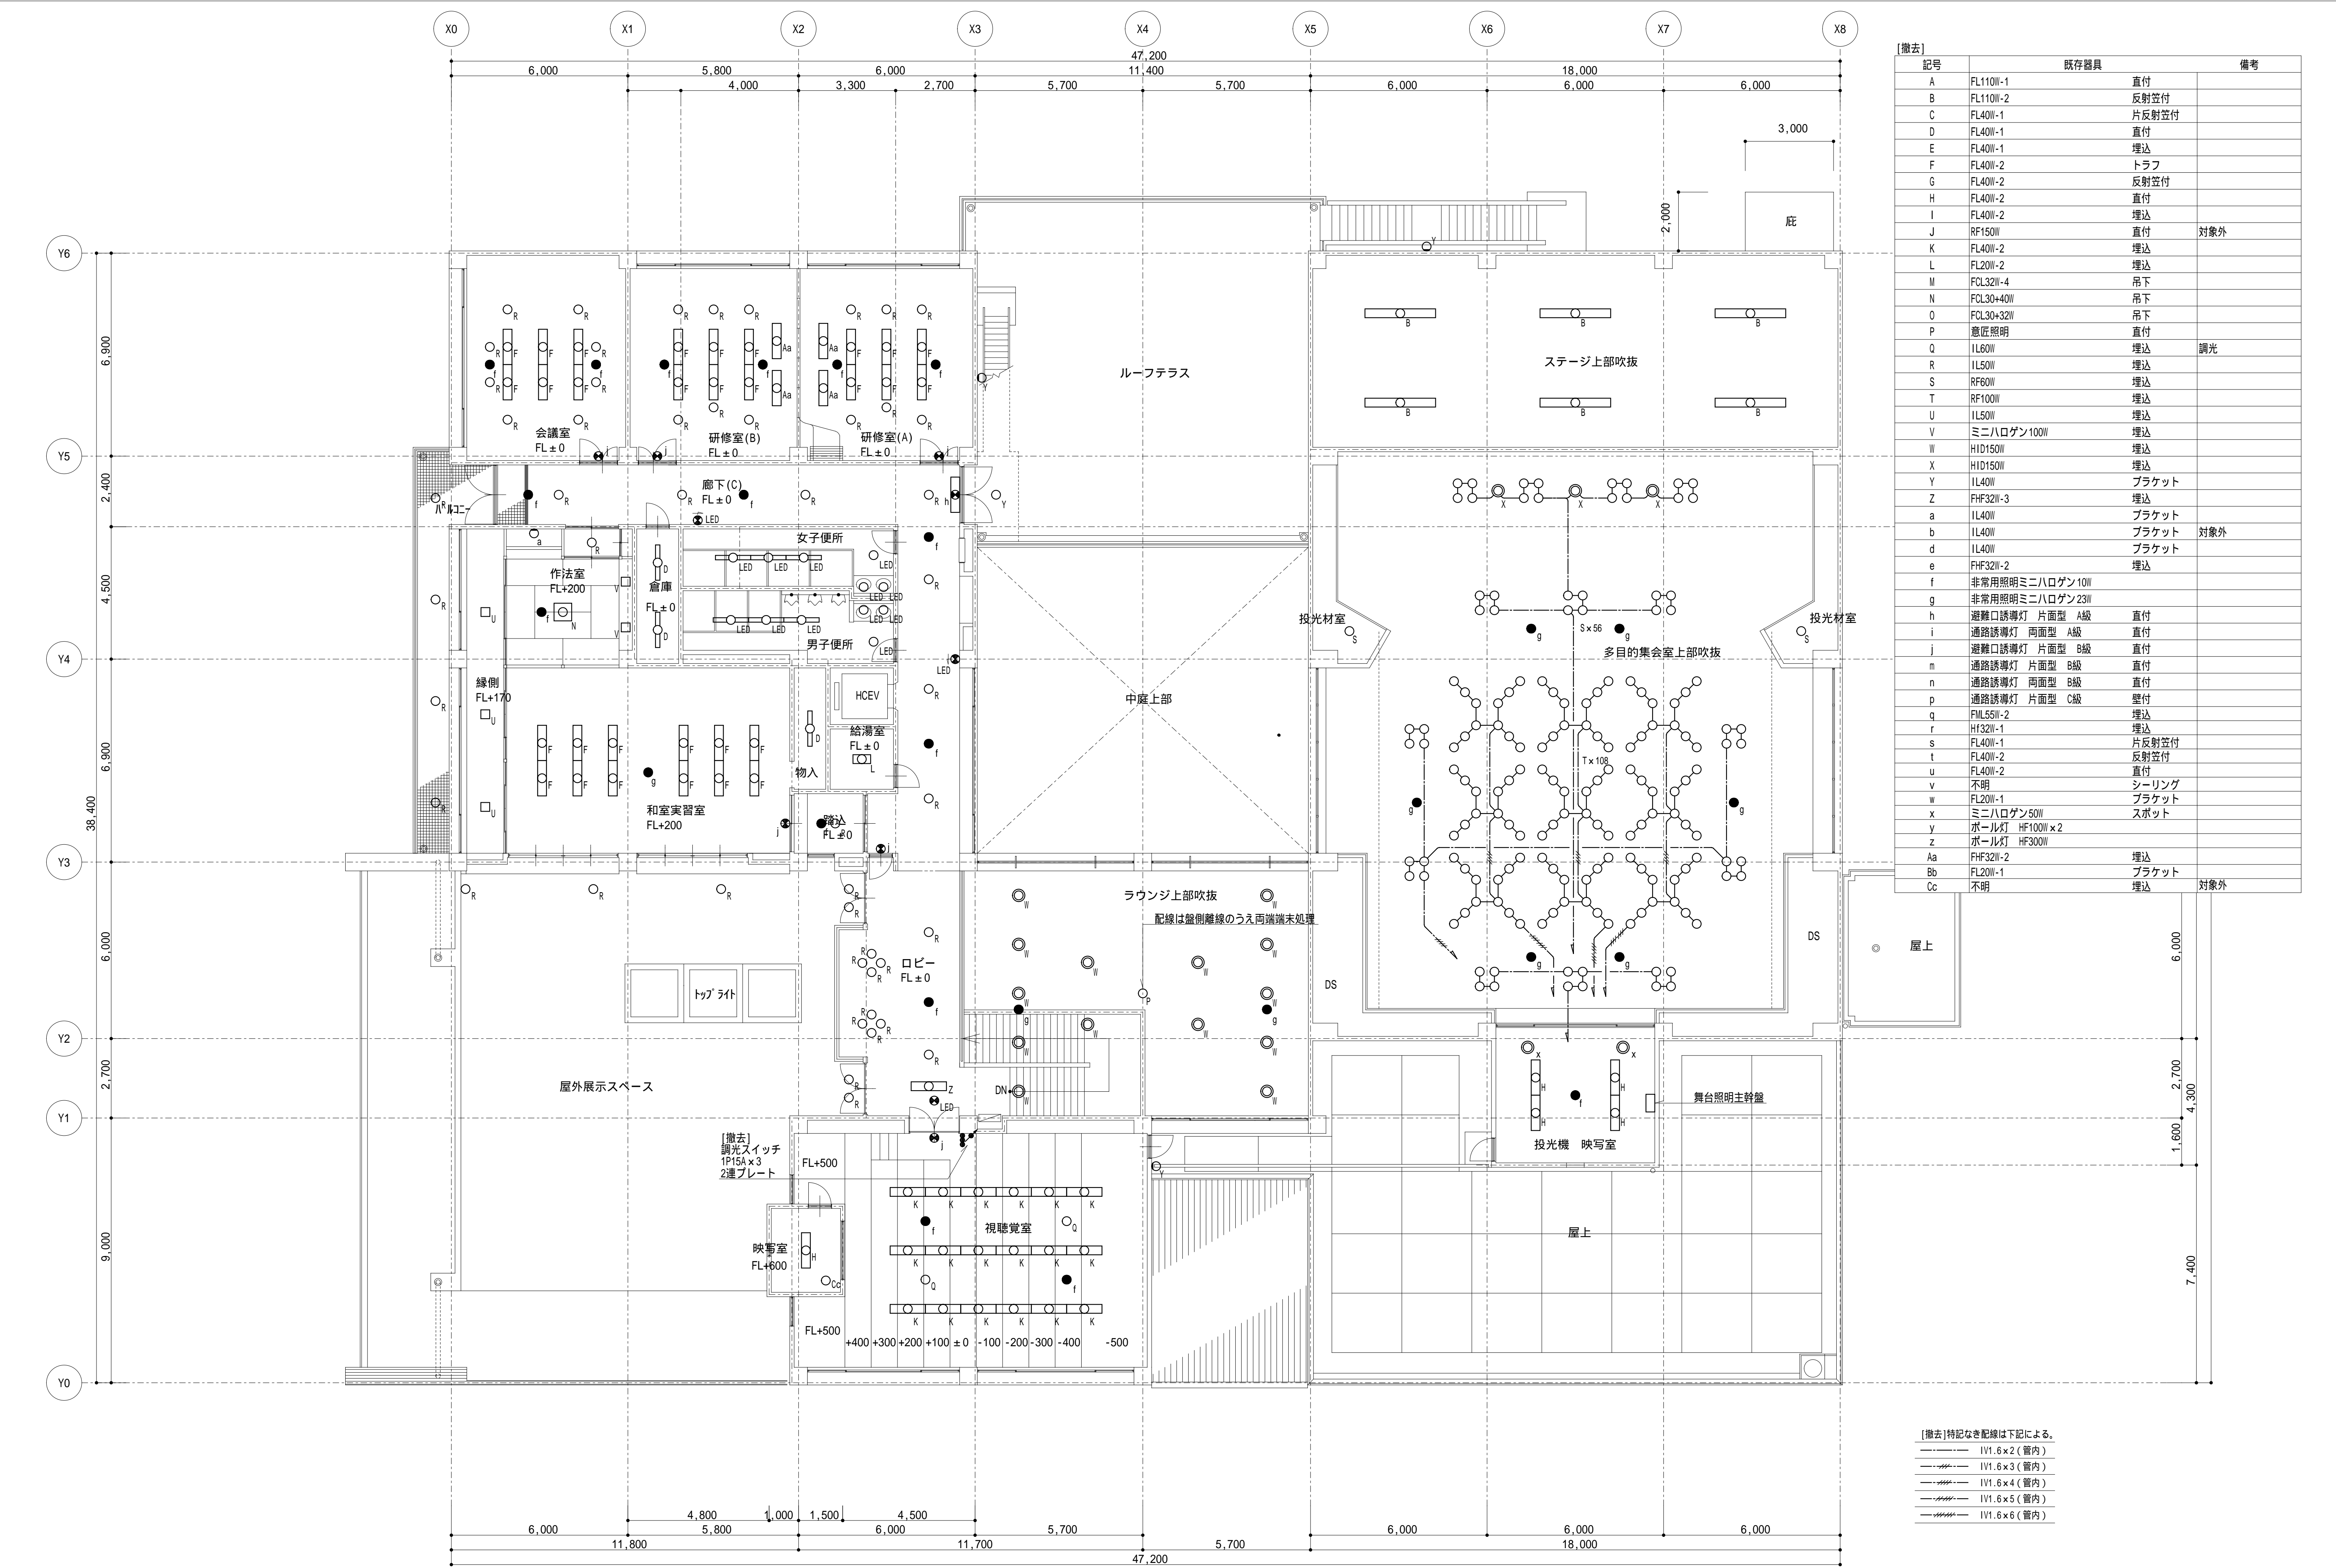 X0 X1 X2 X3 X4 X5 X6 X7 X8
47,200
6,000 5,800 6,000 11,400 18,000
4,000 3,300 2,700 5,700 5,700 6,000 6,000 6,000
3,000
2,000
庇
[撤去]
記号 既存器具 備考
A FL110W-1 直付
B FL110W-2 反射笠付
C FL40W-1 片反射笠付
D FL40W-1 直付
E FL40W-1 埋込
F FL40W-2 トラフ
G FL40W-2 反射笠付
H FL40W-2 直付
I FL40W-2 埋込
J RF150W 直付 対象外
K FL40W-2 埋込
L FL20W-2 埋込
M FCL32W-4 吊下
N FCL30+40W 吊下
O FCL30+32W 吊下
P 意匠照明 直付
Q IL60W 埋込 調光
R IL50W 埋込
S RF60W 埋込
T RF100W 埋込
U IL50W 埋込
V ミニハロゲン100W 埋込
W HID150W 埋込
X HID150W 埋込
Y IL40W ブラケット
Z FHF32W-3 埋込
a IL40W ブラケット
b IL40W ブラケット 対象外
d IL40W ブラケット
e FHF32W-2 埋込
f 非常用照明ミニハロゲン10W
g 非常用照明ミニハロゲン23W
h 避難口誘導灯 片面型 A級 直付
i 通路誘導灯 両面型 A級 直付
j 避難口誘導灯 片面型 B級 直付
m 通路誘導灯 片面型 B級 直付
n 通路誘導灯 両面型 B級 直付
p 通路誘導灯 片面型 C級 壁付
q FML55W-2 埋込
r Hf32W-1 埋込
s FL40W-1 片反射笠付
t FL40W-2 反射笠付
u FL40W-2 直付
v 不明 シーリング
w FL20W-1 ブラケット
x ミニハロゲン50W スポット
y ポール灯 HF100W×2
z ポール灯 HF300W
Aa FHF32W-2 埋込
Bb FL20W-1 ブラケット
Cc 不明 埋込 対象外
Y6
Y5
Y4
Y3
Y2
Y1
Y0
6,900
2,400
4,500
6,900
38,400
6,000
2,700
9,000
会議室
FL±0
研修室(B)
FL±0
研修室(A)
FL±0
ルーフテラス
ステージ上部吹抜
廊下(C)
FL±0
バルコニー
女子便所
作法室
FL+200
倉庫
FL±0
男子便所
投光材室
S×56
投光材室
多目的集会室上部吹抜
縁側
FL+170
HCEV
中庭上部
給湯室
FL±0
T×108
物入
和室実習室
FL+200
踏込
FL±0
ラウンジ上部吹抜
配線は盤側離線のうえ両端端末処理
ロビー
FL±0
トップライト
DS
DS
屋上
屋外展示スペース
DN
舞台照明主幹盤
投光機 映写室
[撤去]
調光スイッチ
1P15A×3
2連プレート
FL+500
視聴覚室
映写室
FL+600
屋上
FL+500
+400 +300 +200 +100 ±0 -100 -200 -300 -400 -500
6,000
2,700
4,300
1,600
7,400
[撤去]特記なき配線は下記による。
IV1.6×2(管内)
IV1.6×3(管内)
IV1.6×4(管内)
IV1.6×5(管内)
IV1.6×6(管内)
4,800 1,000 1,500 4,500
6,000 5,800 6,000 5,700 6,000 6,000 6,000
11,800 11,700 5,700 18,000
47,200